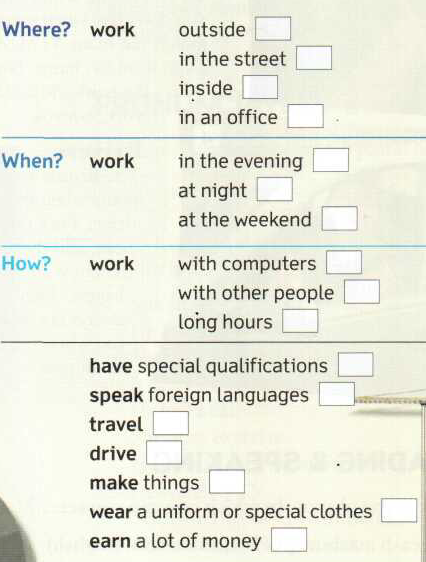 Where? work outside
in the street
inside
in an office
When? work in the evening
at night
at the weekend
How? work with computers
with other people
long hours
have special qualifications
speak foreign languages
travel
drive
make things
wear a uniform or special clothes
earn a lot of money